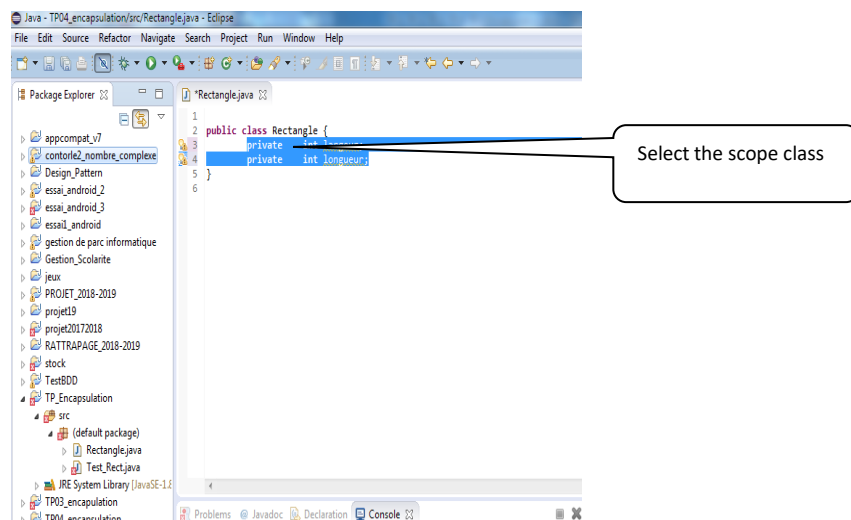 Java - TP04_encapsulation/src/Rectangle.java - Eclipse
File Edit Source Refactor Navigate Search Project Run Window Help
Package Explorer
*Rectangle.java
appcompat_v7
contorle2_nombre_complexe
Design_Pattern
essai_android_2
essai_android_3
essai1_android
gestion de parc informatique
Gestion_Scolarite
jeux
PROJET_2018-2019
projet19
projet20172018
RATTRAPAGE_2018-2019
stock
TestBDD
TP_Encapsulation
src
(default package)
Rectangle.java
Test_Rect.java
JRE System Library [JavaSE-1.8
TP03_encapulation
TP04_encapsulation
1
2 public class Rectangle {
3 private int
4 private int longueur;
5 }
6
Select the scope class
Problems @ Javadoc Declaration Console